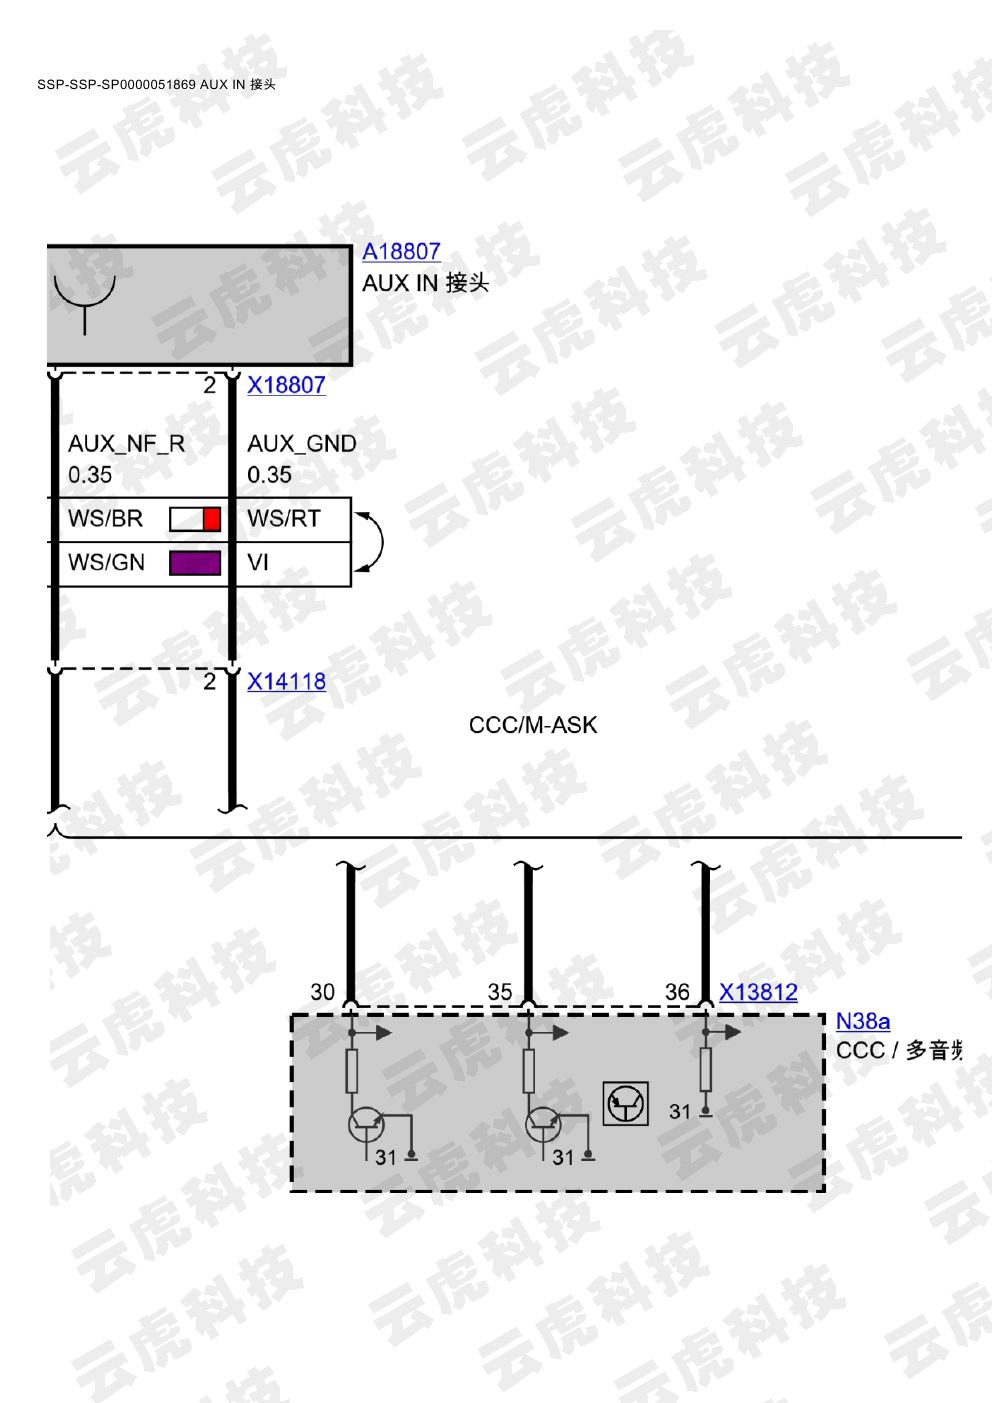 SSP-SSP-SP0000051869 AUX IN 接头
A18807
AUX IN 接头
2 X18807
AUX_NF_R AUX_GND
0.35 0.35
WS/BR WS/RT
WS/GN VI
2 X14118
CCC/M-ASK
30 35 36 X13812
N38a
CCC / 多音频
31
31 31
云虎科技